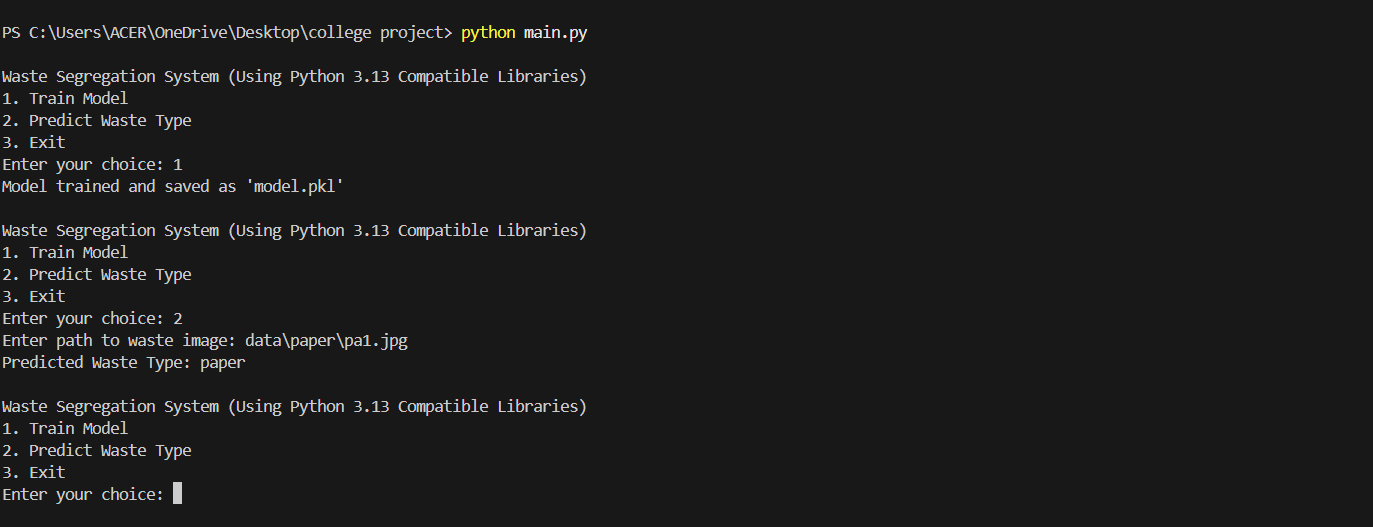 PS C:\Users\ACER\OneDrive\Desktop\college project> python main.py
Waste Segregation System (Using Python 3.13 Compatible Libraries)
1. Train Model
2. Predict Waste Type
3. Exit
Enter your choice: 1
Model trained and saved as 'model.pkl'
Waste Segregation System (Using Python 3.13 Compatible Libraries)
1. Train Model
2. Predict Waste Type
3. Exit
Enter your choice: 2
Enter path to waste image: data\paper\pa1.jpg
Predicted Waste Type: paper
Waste Segregation System (Using Python 3.13 Compatible Libraries)
1. Train Model
2. Predict Waste Type
3. Exit
Enter your choice: